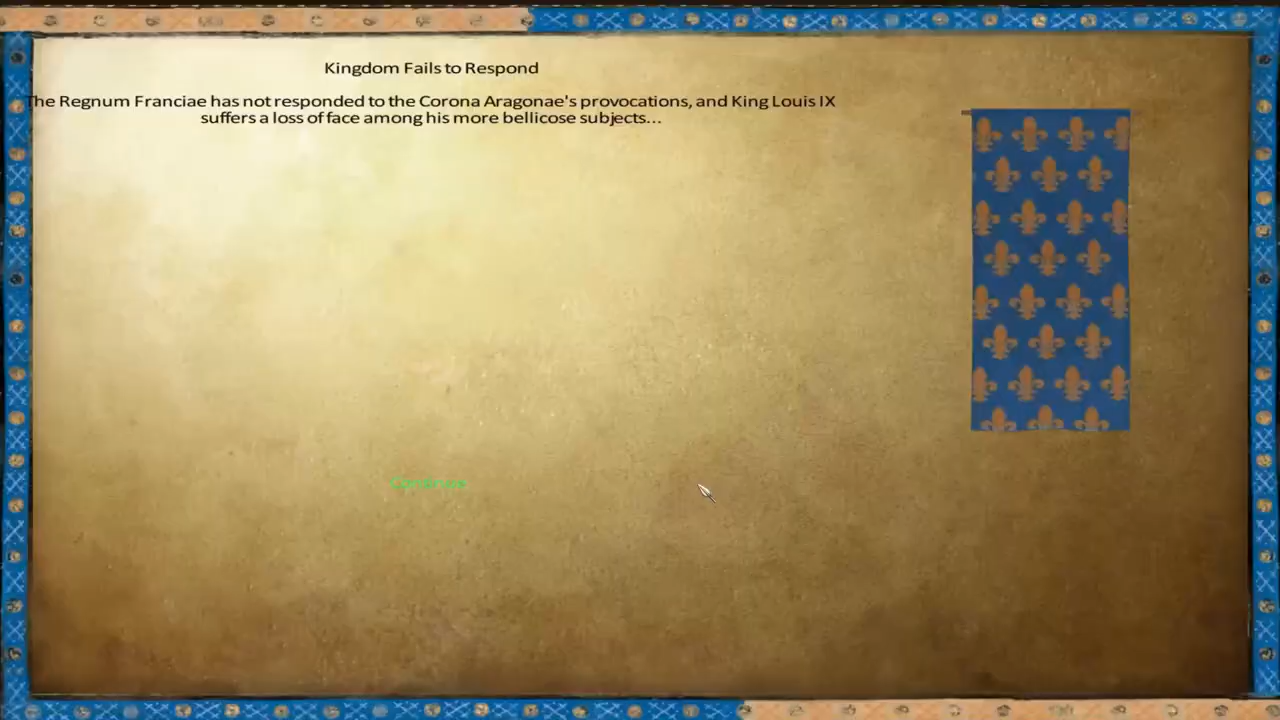 Kingdom Fails to Respond
The Regnum Franciae has not responded to the Corona Aragonae's provocations, and King Louis IX
suffers a loss of face among his more bellicose subjects...
Continue